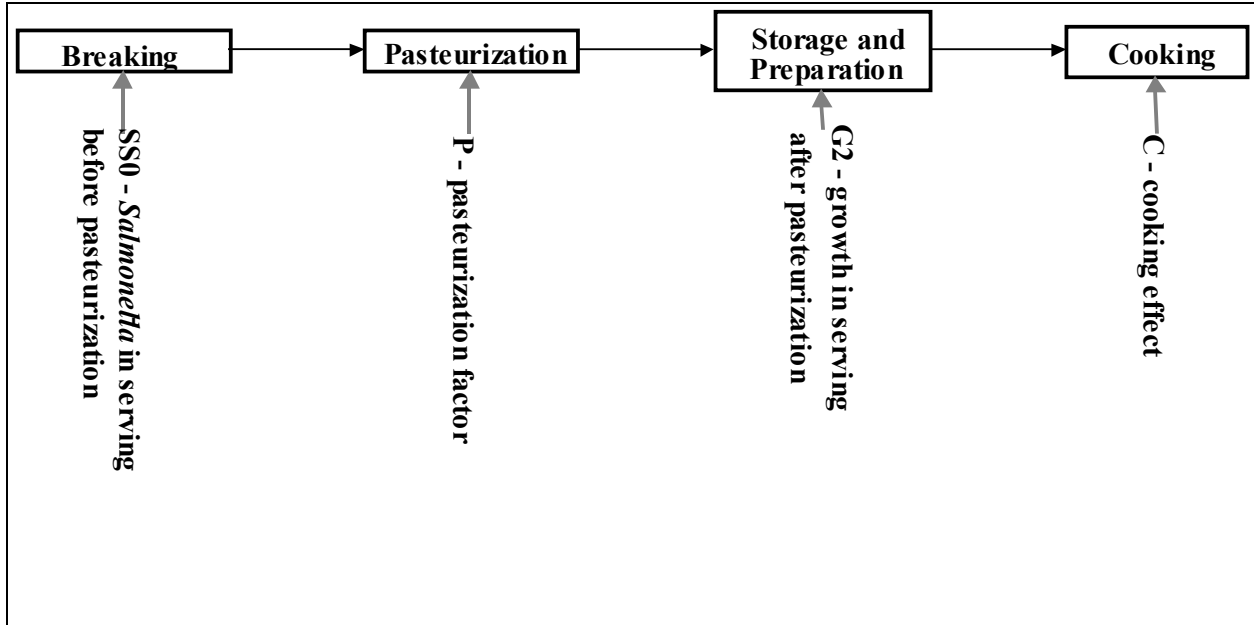 Breaking
Pasteurization
Storage and
Preparation
Cooking
SS0 - Salmonella in serving
before pasteurization
P - pasteurization factor
G2 - growth in serving
after pasteurization
C - cooking effect